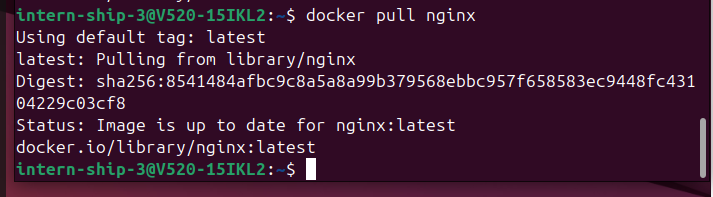 intern-ship-3@V520-15IKL2:~$ docker pull nginx
Using default tag: latest
latest: Pulling from library/nginx
Digest: sha256:8541484afbc9c8a5a8a99b379568ebbc957f658583ec9448fc431
04229c03cf8
Status: Image is up to date for nginx:latest
docker.io/library/nginx:latest
intern-ship-3@V520-15IKL2:~$